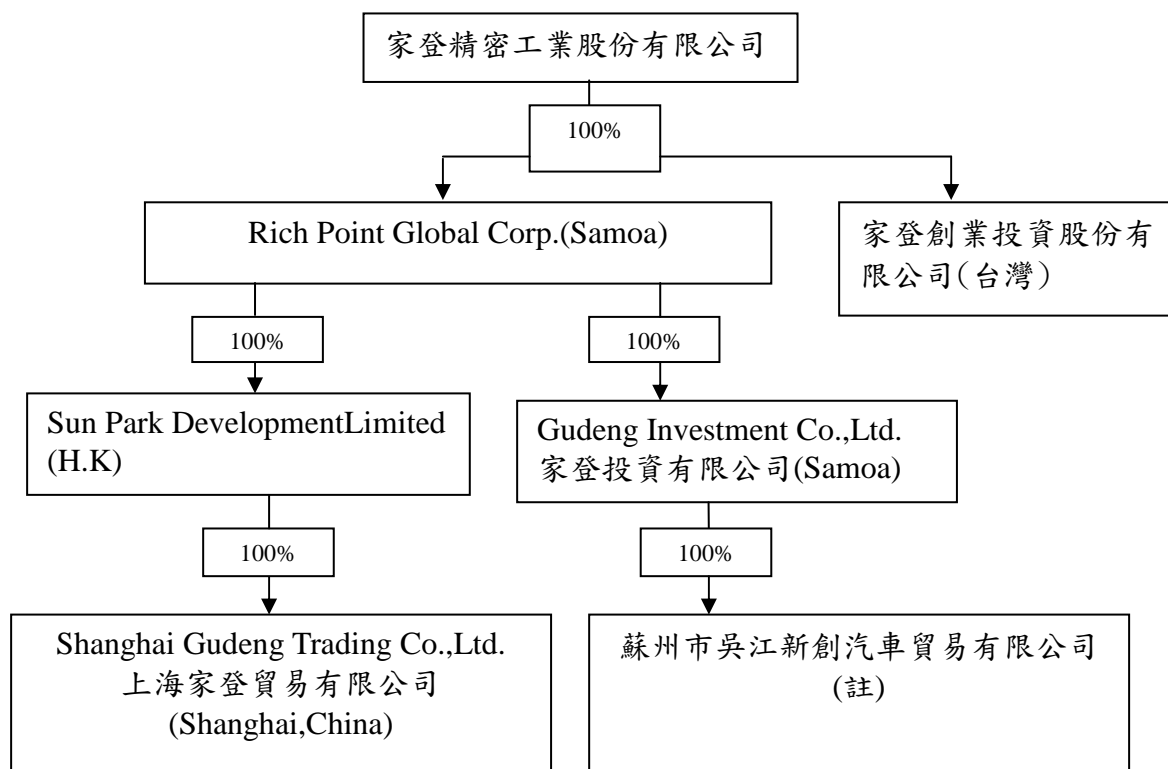 家登精密工業股份有限公司
100%
Rich Point Global Corp.(Samoa)
家登創業投資股份有
限公司(台灣)
100%
100%
Sun Park DevelopmentLimited
(H.K)
Gudeng Investment Co.,Ltd.
家登投資有限公司(Samoa)
100%
100%
Shanghai Gudeng Trading Co.,Ltd.
上海家登貿易有限公司
(Shanghai,China)
蘇州市吳江新創汽車貿易有限公司
(註)